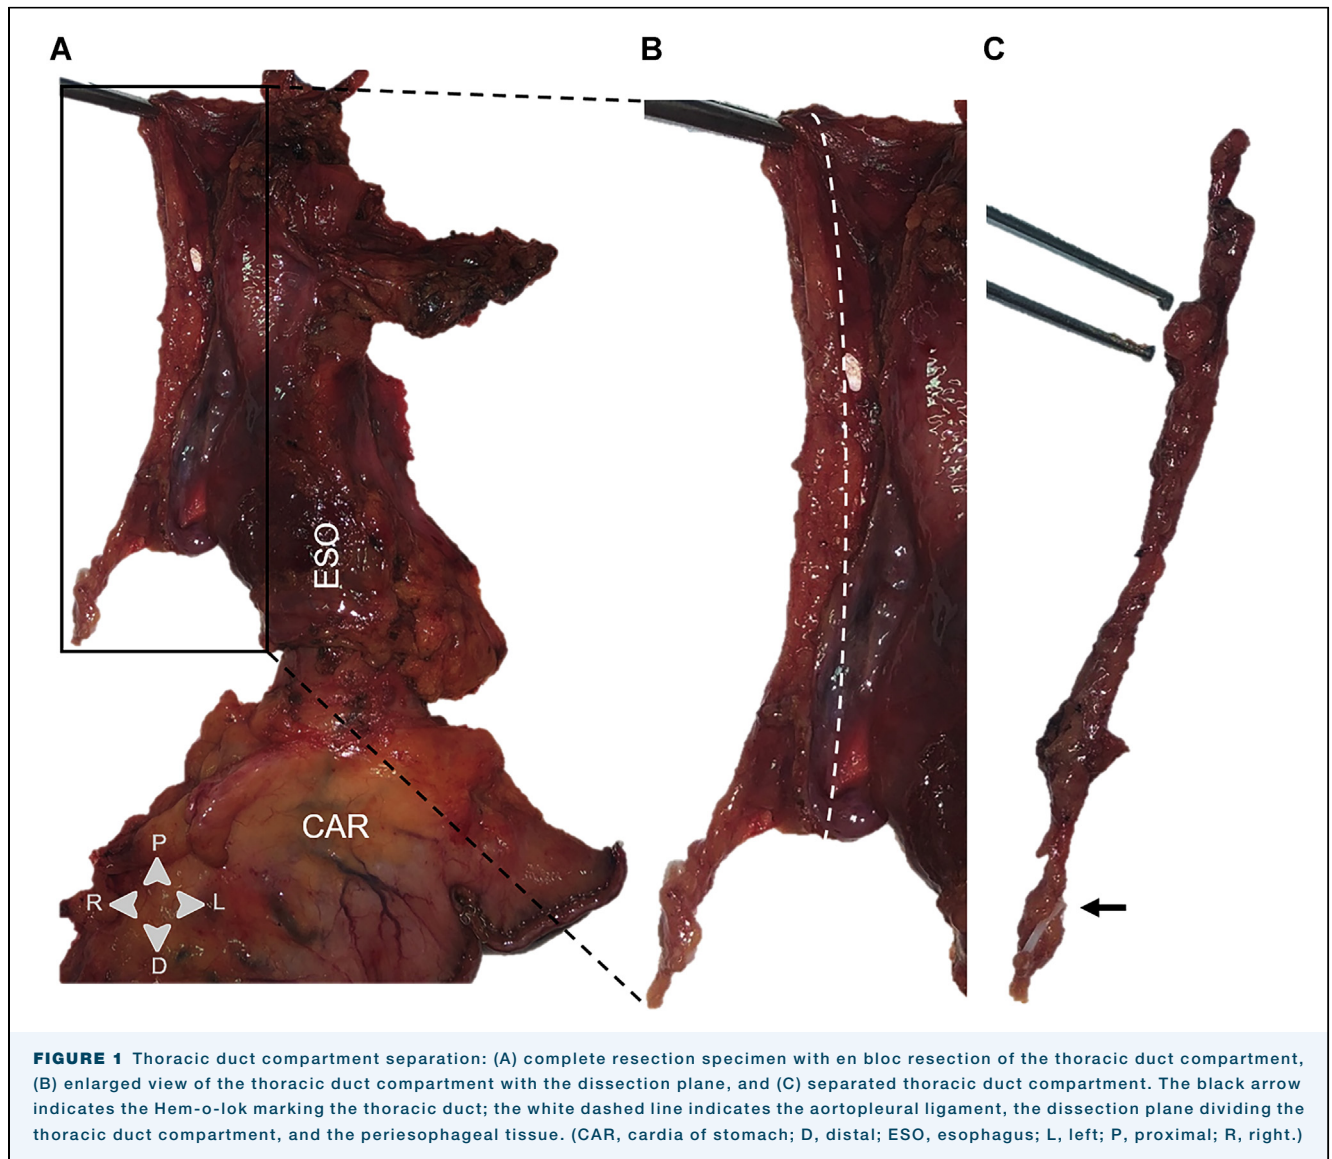 A
B
C
ESO
CAR
P
R
L
D
FIGURE 1 Thoracic duct compartment separation: (A) complete resection specimen with en bloc resection of the thoracic duct compartment,
(B) enlarged view of the thoracic duct compartment with the dissection plane, and (C) separated thoracic duct compartment. The black arrow
indicates the Hem-o-lok marking the thoracic duct; the white dashed line indicates the aortopleural ligament, the dissection plane dividing the
thoracic duct compartment, and the periesophageal tissue. (CAR, cardia of stomach; D, distal; ESO, esophagus; L, left; P, proximal; R, right.)